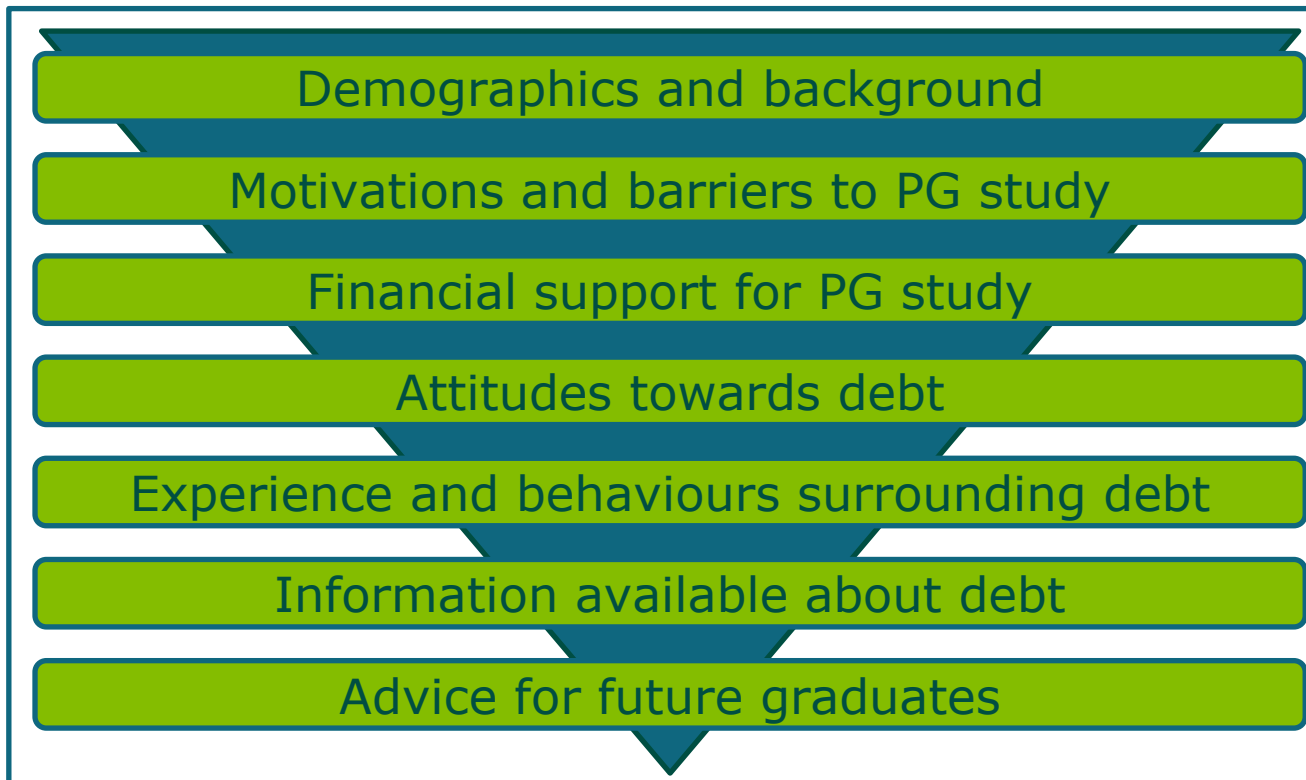 Demographics and background
Motivations and barriers to PG study
Financial support for PG study
Attitudes towards debt
Experience and behaviours surrounding debt
Information available about debt
Advice for future graduates